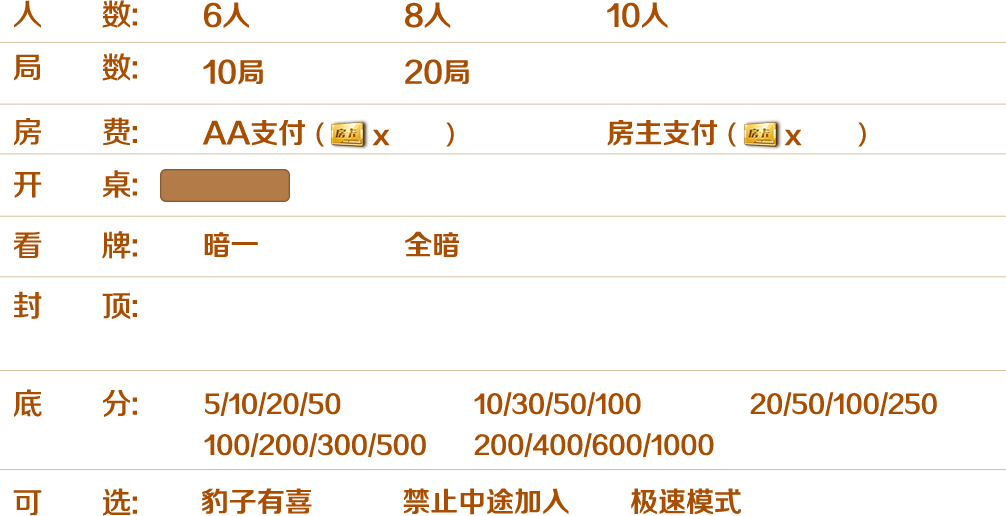 人 数: 6人 8人 10人
局 数: 10局 20局
房 费: AA支付 (房卡 x ) 房主支付 (房卡 x )
开 桌:
看 牌: 暗一 全暗
封 顶:
底 分: 5/10/20/50 10/30/50/100 20/50/100/250
100/200/300/500 200/400/600/1000
可 选: 豹子有喜 禁止中途加入 极速模式